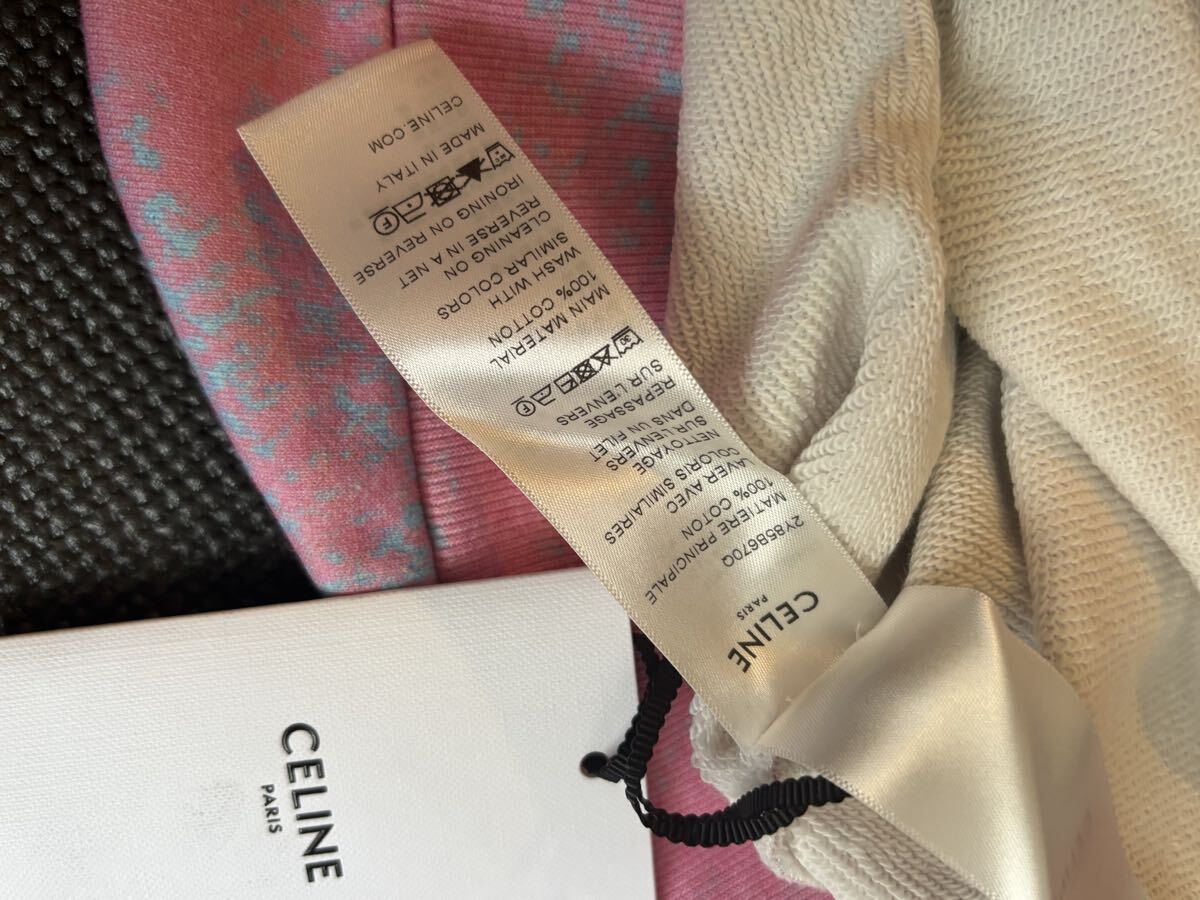 CELINE
PARIS
2Y85B670Q
MATIERE PRINCIPALE
100% COTON
LAVER AVEC
COLORIS SIMILAIRES
NETTOYAGE
SUR L'ENVERS
DANS UN FILET
REPASSAGE
SUR L'ENVERS
30
F
MAIN MATERIAL
100% COTTON
WASH WITH
SIMILAR COLORS
CLEANING ON
REVERSE IN A NET
IRONING ON REVERSE
F
MADE IN ITALY
CELINE.COM
CELINE
PARIS